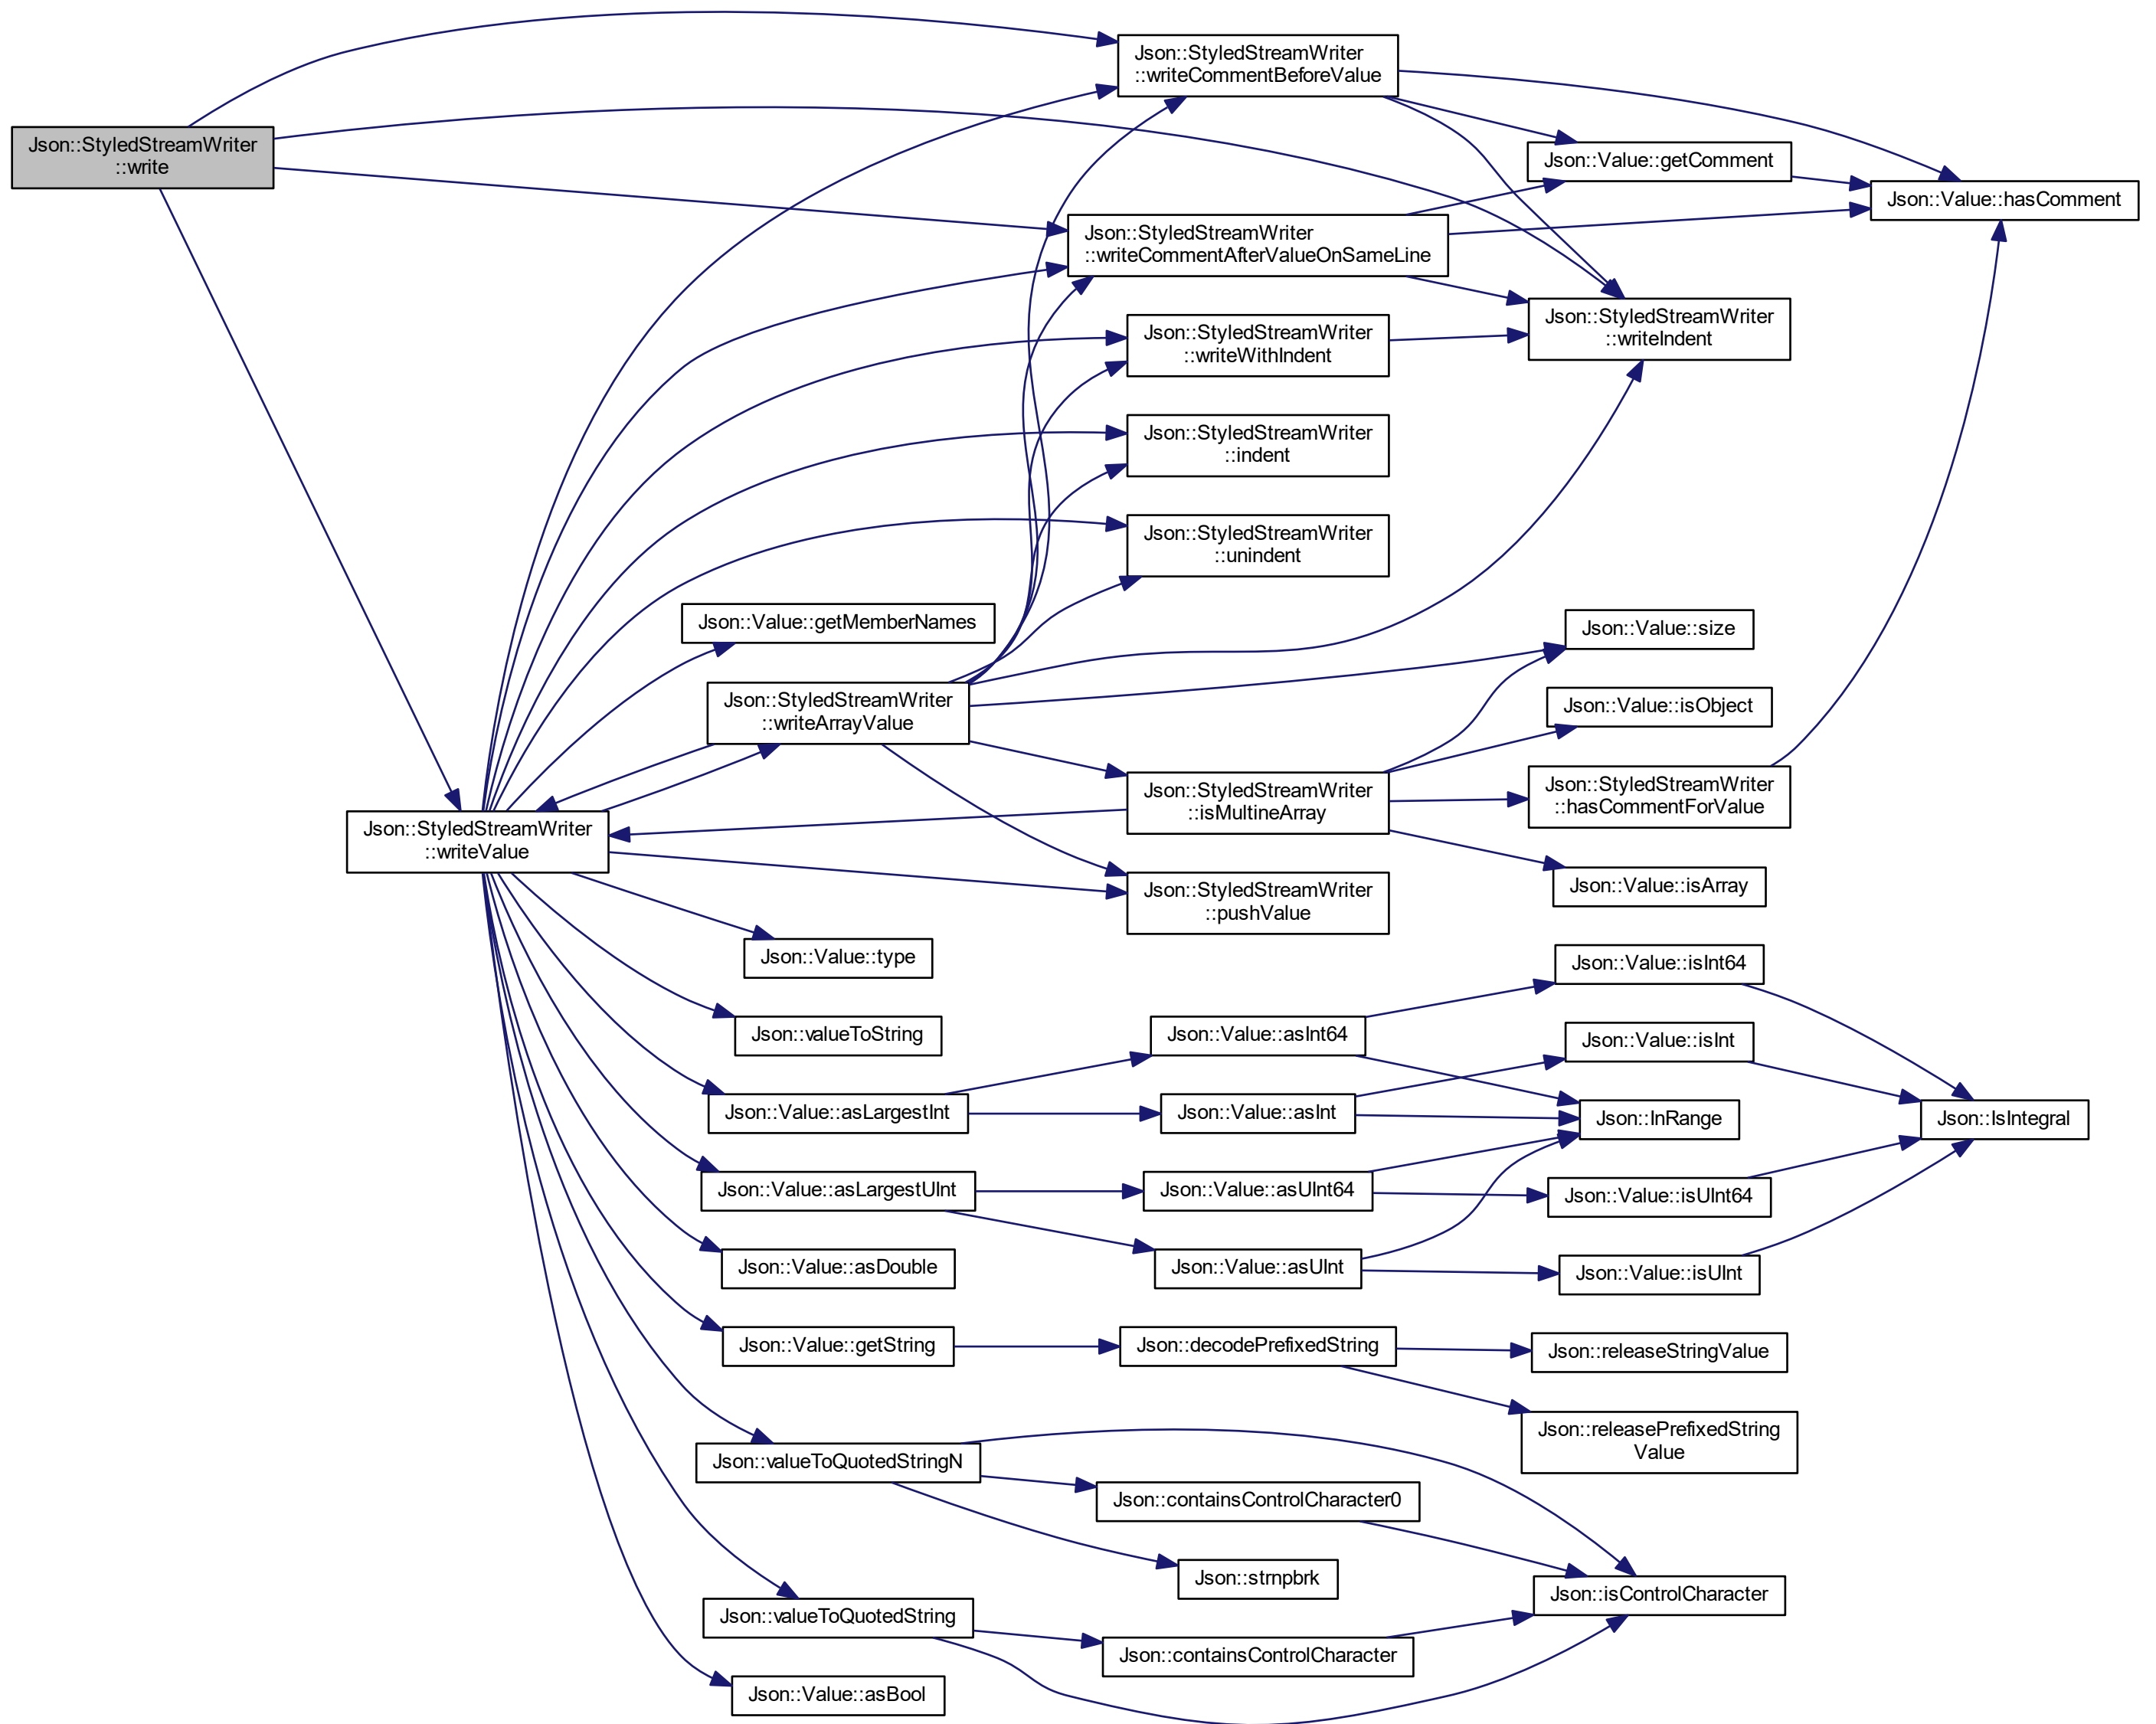 Json::StyledStreamWriter
::write
Json::StyledStreamWriter
::writeCommentBeforeValue
Json::Value::getComment
Json::Value::hasComment
Json::StyledStreamWriter
::writeCommentAfterValueOnSameLine
Json::StyledStreamWriter
::writeIndent
Json::StyledStreamWriter
::writeWithIndent
Json::StyledStreamWriter
::indent
Json::StyledStreamWriter
::unindent
Json::Value::getMemberNames
Json::Value::size
Json::StyledStreamWriter
::writeArrayValue
Json::Value::isObject
Json::StyledStreamWriter
::isMultineArray
Json::StyledStreamWriter
::hasCommentForValue
Json::StyledStreamWriter
::writeValue
Json::Value::isArray
Json::StyledStreamWriter
::pushValue
Json::Value::type
Json::Value::isInt64
Json::valueToString
Json::Value::asInt64
Json::Value::isInt
Json::Value::asLargestInt
Json::Value::asInt
Json::InRange
Json::IsIntegral
Json::Value::asLargestUInt
Json::Value::asUInt64
Json::Value::isUInt64
Json::Value::asDouble
Json::Value::asUInt
Json::Value::isUInt
Json::Value::getString
Json::decodePrefixedString
Json::releaseStringValue
Json::releasePrefixedString
Value
Json::valueToQuotedStringN
Json::containsControlCharacter0
Json::strnpbrk
Json::isControlCharacter
Json::valueToQuotedString
Json::containsControlCharacter
Json::Value::asBool